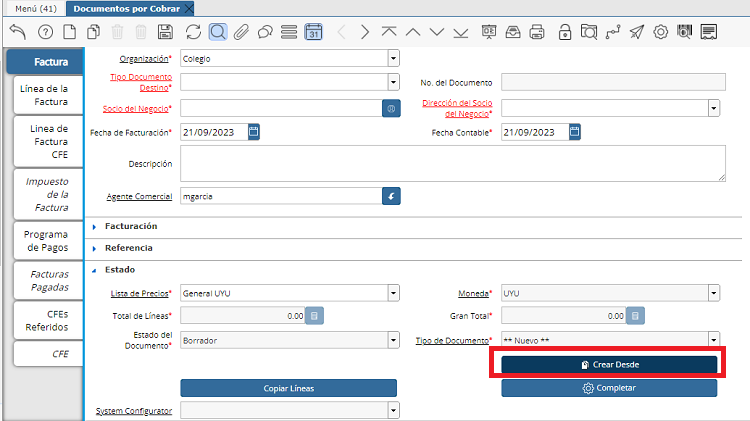 Menú (41)
Documentos por Cobrar
31
Factura
Línea de la
Factura
Linea de
Factura
CFE
Impuesto
de la
Factura
Programa
de Pagos
Facturas
Pagadas
CFEs
Referidos
CFE
Organización*
Colegio
Tipo Documento
Destino*
No. del Documento
Socio del Negocio*
Dirección del Socio
del Negocio*
Fecha de Facturación*
21/09/2023
Fecha Contable*
21/09/2023
Descripción
Agente Comercial
mgarcia
Facturación
Referencia
Estado
Lista de Precios*
General UYU
Moneda*
UYU
Total de Líneas*
0.00
Gran Total*
0.00
Estado del
Documento*
Borrador
Tipo de Documento*
** Nuevo **
Crear Desde
Copiar Líneas
Completar
System Configurator